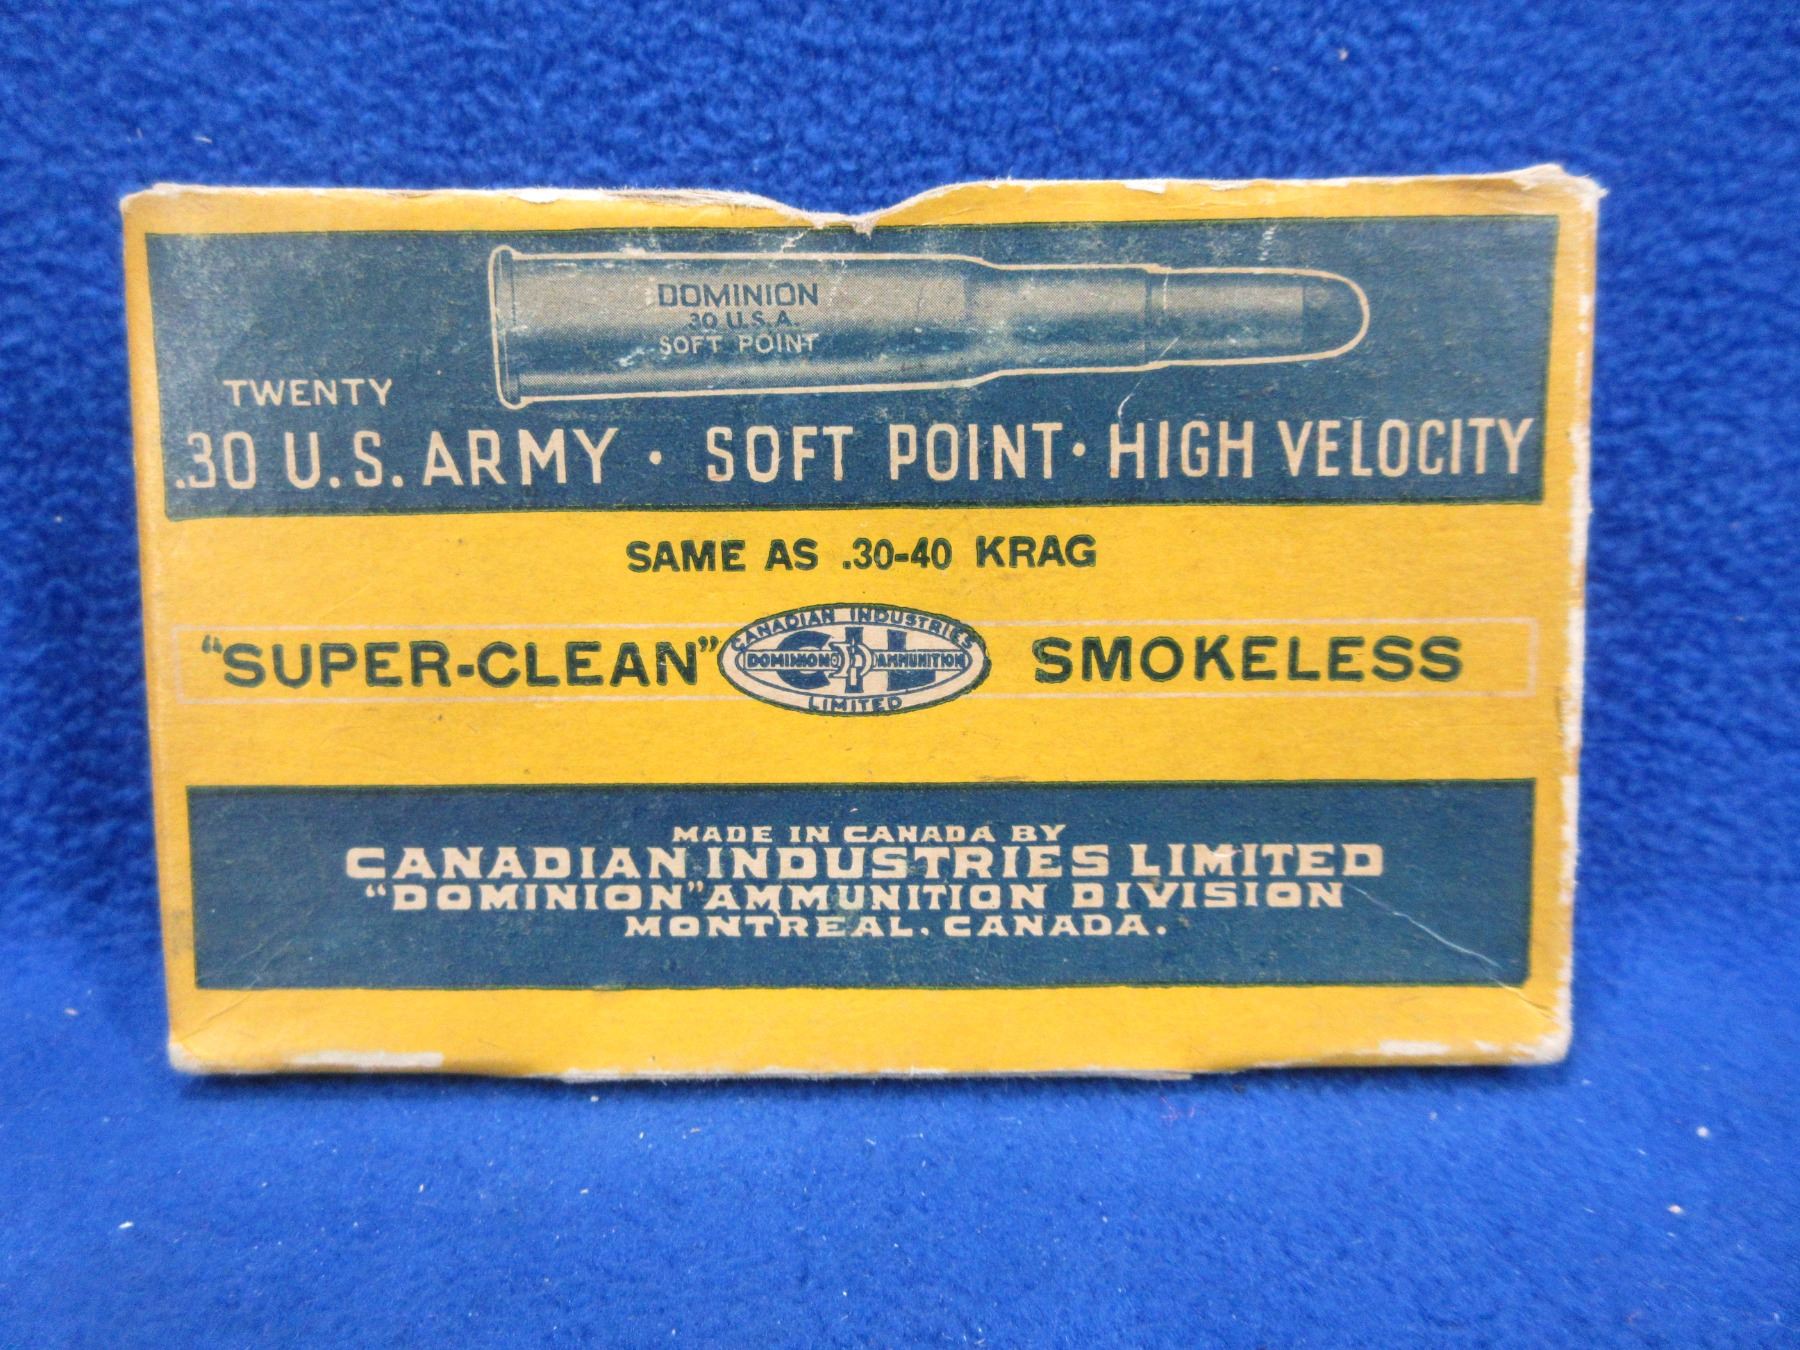 DOMINION
30 U.S.A.
SOFT POINT
TWENTY
.30 U.S. ARMY · SOFT POINT · HIGH VELOCITY
SAME AS .30-40 KRAG
"SUPER-CLEAN" SMOKELESS
CANADIAN INDUSTRIES
CIL
DOMINION AMMUNITION
LIMITED
MADE IN CANADA BY
CANADIAN INDUSTRIES LIMITED
"DOMINION" AMMUNITION DIVISION
MONTREAL. CANADA.